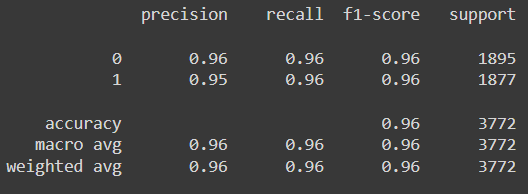 precision recall f1-score support
0 0.96 0.96 0.96 1895
1 0.95 0.96 0.96 1877
accuracy 0.96 3772
macro avg 0.96 0.96 0.96 3772
weighted avg 0.96 0.96 0.96 3772